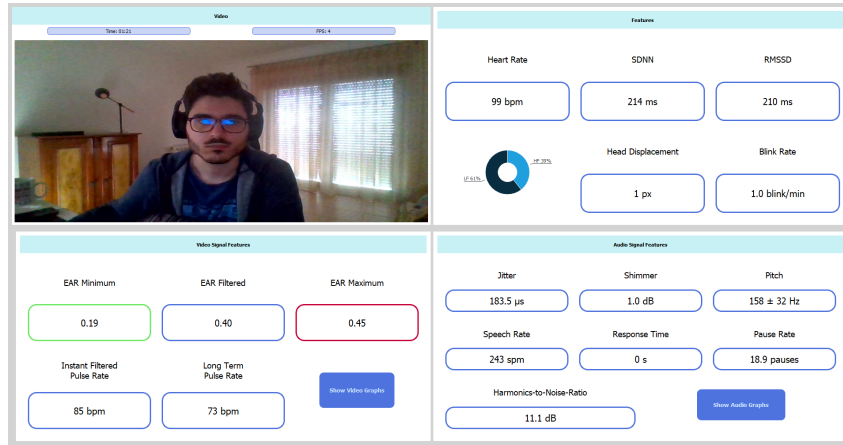 Video
Time: 01:21
FPS: 4
Features
Heart Rate
SDNN
RMSSD
99 bpm
214 ms
210 ms
HF 39%
LF 61%
Head Displacement
Blink Rate
1 px
1.0 blink/min
Video Signal Features
EAR Minimum
EAR Filtered
EAR Maximum
0.19
0.40
0.45
Instant Filtered
Pulse Rate
Long Term
Pulse Rate
85 bpm
73 bpm
Show Video Graphs
Audio Signal Features
Jitter
Shimmer
Pitch
183.5 µs
1.0 dB
158 ± 32 Hz
Speech Rate
Response Time
Pause Rate
243 spm
0 s
18.9 pauses
Harmonics-to-Noise-Ratio
11.1 dB
Show Audio Graphs